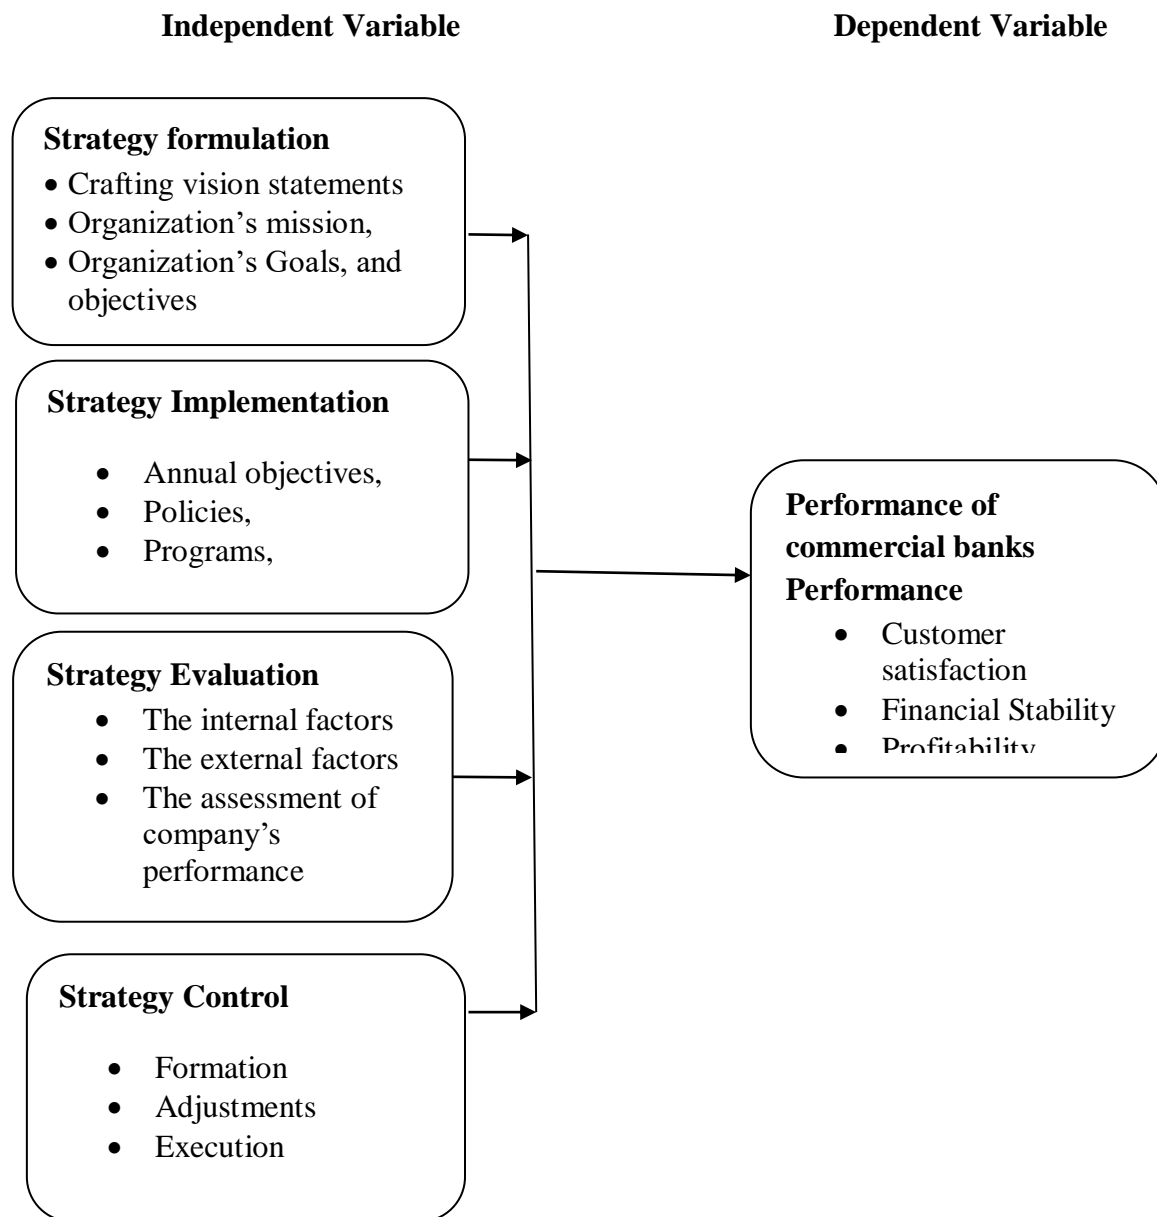 Independent Variable
Dependent Variable
Strategy formulation
• Crafting vision statements
• Organization’s mission,
• Organization’s Goals, and
objectives
Strategy Implementation
• Annual objectives,
• Policies,
• Programs,
Strategy Evaluation
• The internal factors
• The external factors
• The assessment of
company’s
performance
Strategy Control
• Formation
• Adjustments
• Execution
Performance of
commercial banks
Performance
• Customer
satisfaction
• Financial Stability
• Profitability